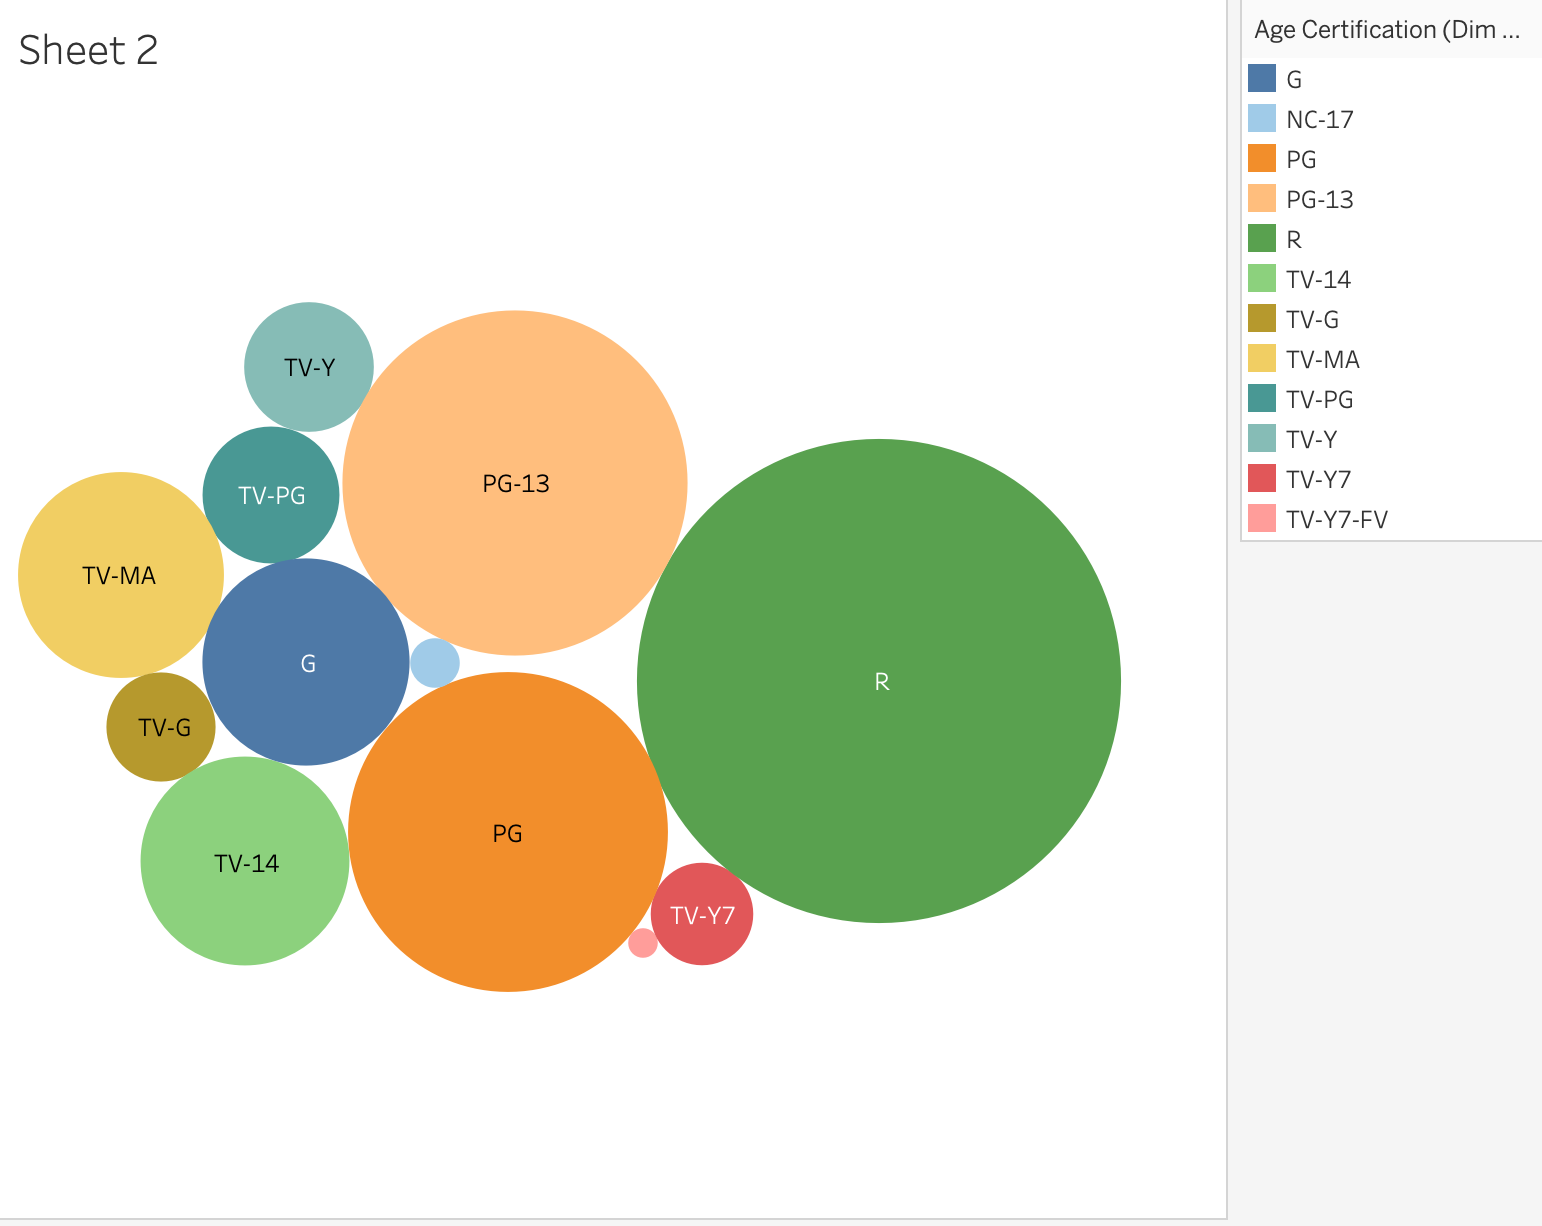 Sheet 2
Age Certification (Dim ...
G
NC-17
PG
PG-13
R
TV-14
TV-G
TV-MA
TV-PG
TV-Y
TV-Y7
TV-Y7-FV
TV-Y
PG-13
TV-PG
TV-MA
G
R
TV-G
PG
TV-14
TV-Y7